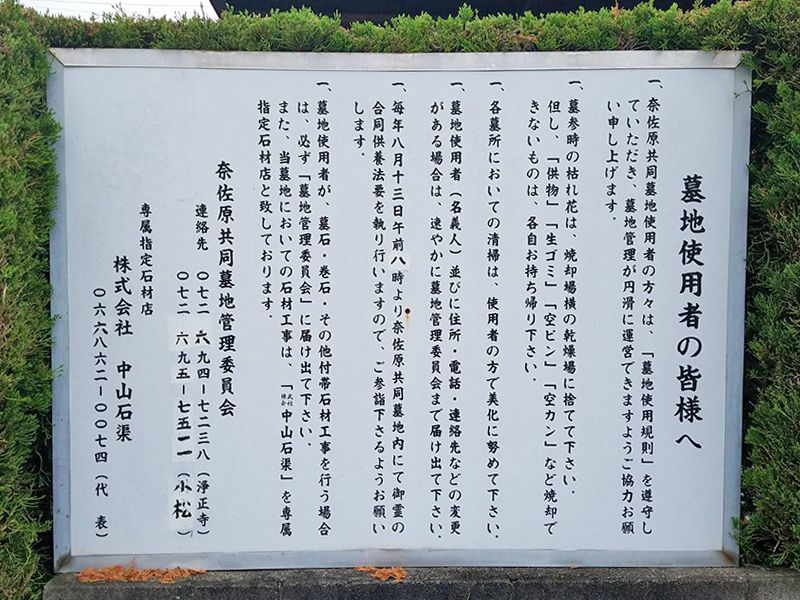 墓地使用者の皆様へ
一、奈佐原共同墓地使用者の方々は、「墓地使用規則」を遵守し
ていただき、墓地管理が円滑に運営できますようご協力お願
い申し上げます。
一、墓参時の枯れ花は、焼却場横の乾燥場に捨てて下さい。
但し、「供物」「生ゴミ」「空ビン」「空カン」など焼却で
きないものは、各自お持ち帰り下さい。
一、各墓所においての清掃は、使用者の方で美化に努めて下さい。
一、墓地使用者（名義人）並びに住所・電話・連絡先などの変更
がある場合は、速やかに墓地管理委員会まで届け出て下さい。
一、毎年八月十三日午前八時より奈佐原共同墓地内にて御霊の
合同供養法要を執り行いますので、ご参詣下さるようお願い
します。
一、墓地使用者が、墓石・巻石・その他付帯石材工事を行う場合
は、必ず「墓地管理委員会」に届け出て下さい。
また、当墓地においての石材工事は、「株式会社中山石渠」を専属
指定石材店と致しております。
奈佐原共同墓地管理委員会
連絡先　〇七二　六九四ー七二三八（浄正寺）
〇七二　六九五ー七五一一（小松）
専属指定石材店
株式会社　中山石渠
〇六六八六二ー〇〇七四（代　表）